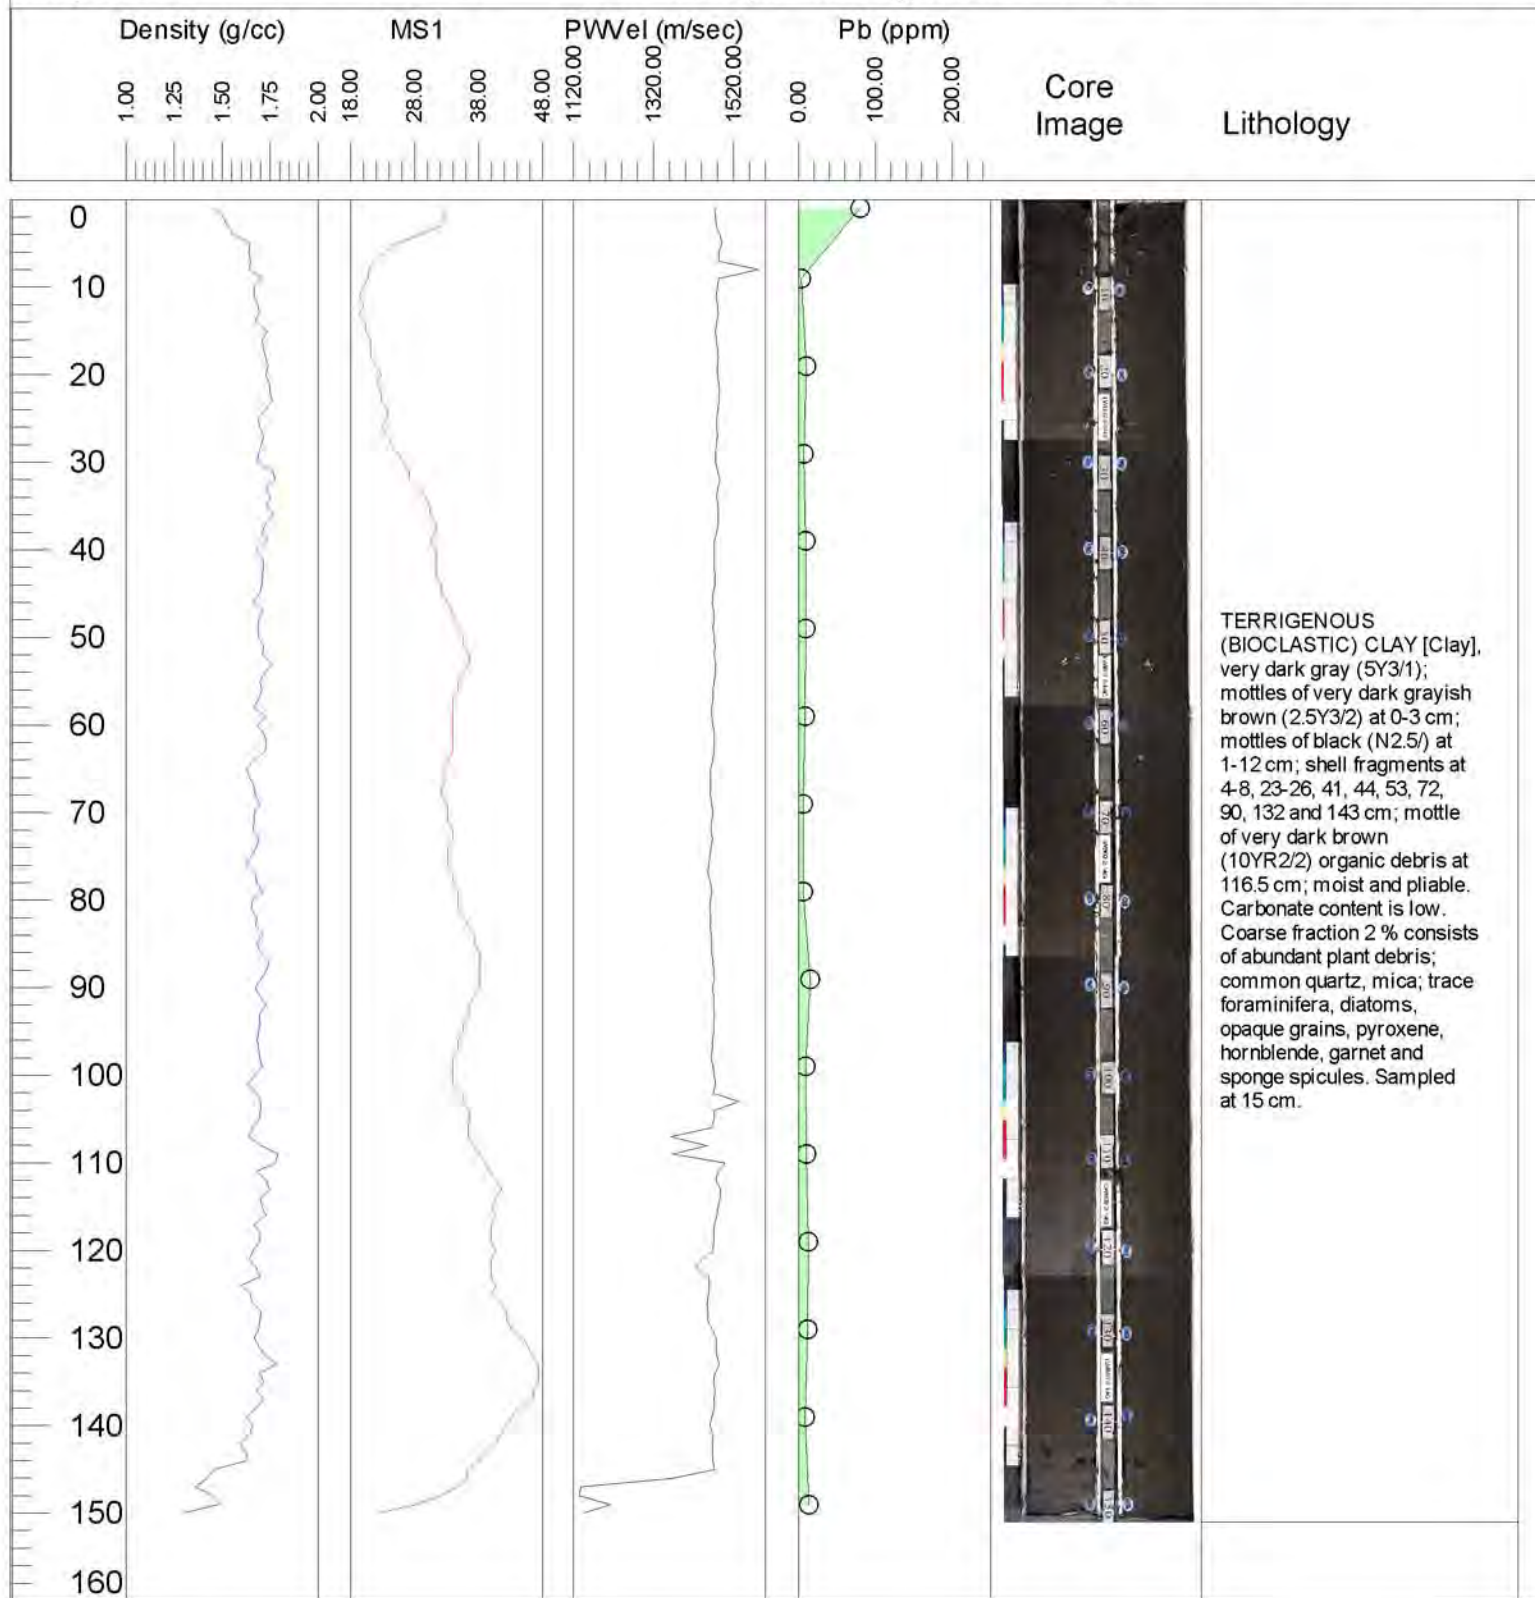 Density (g/cc) MS1 PWVel (m/sec) Pb (ppm)
1.00 1.25 1.50 1.75 2.00 18.00 28.00 38.00 48.00 1120.00 1320.00 1520.00 0.00 100.00 200.00
Core
Image
Lithology
0
10
20
30
40
50
60
70
80
90
100
110
120
130
140
150
160
TERRIGENOUS
(BIOCLASTIC) CLAY [Clay],
very dark gray (5Y3/1);
mottles of very dark grayish
brown (2.5Y3/2) at 0-3 cm;
mottles of black (N2.5/) at
1-12 cm; shell fragments at
4-8, 23-26, 41, 44, 53, 72,
90, 132 and 143 cm; mottle
of very dark brown
(10YR2/2) organic debris at
116.5 cm; moist and pliable.
Carbonate content is low.
Coarse fraction 2 % consists
of abundant plant debris;
common quartz, mica; trace
foraminifera, diatoms,
opaque grains, pyroxene,
hornblende, garnet and
sponge spicules. Sampled
at 15 cm.